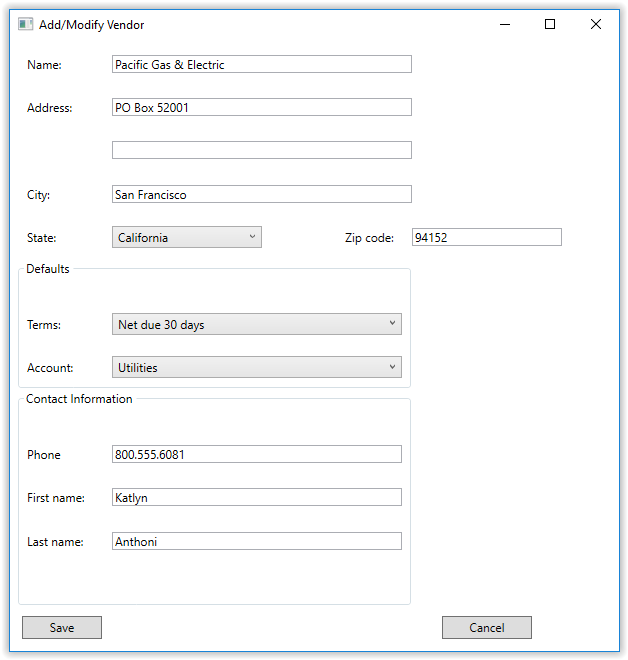 Add/Modify Vendor
Name: Pacific Gas & Electric
Address: PO Box 52001
City: San Francisco
State: California Zip code: 94152
Defaults
Terms: Net due 30 days
Account: Utilities
Contact Information
Phone 800.555.6081
First name: Katlyn
Last name: Anthoni
Save Cancel